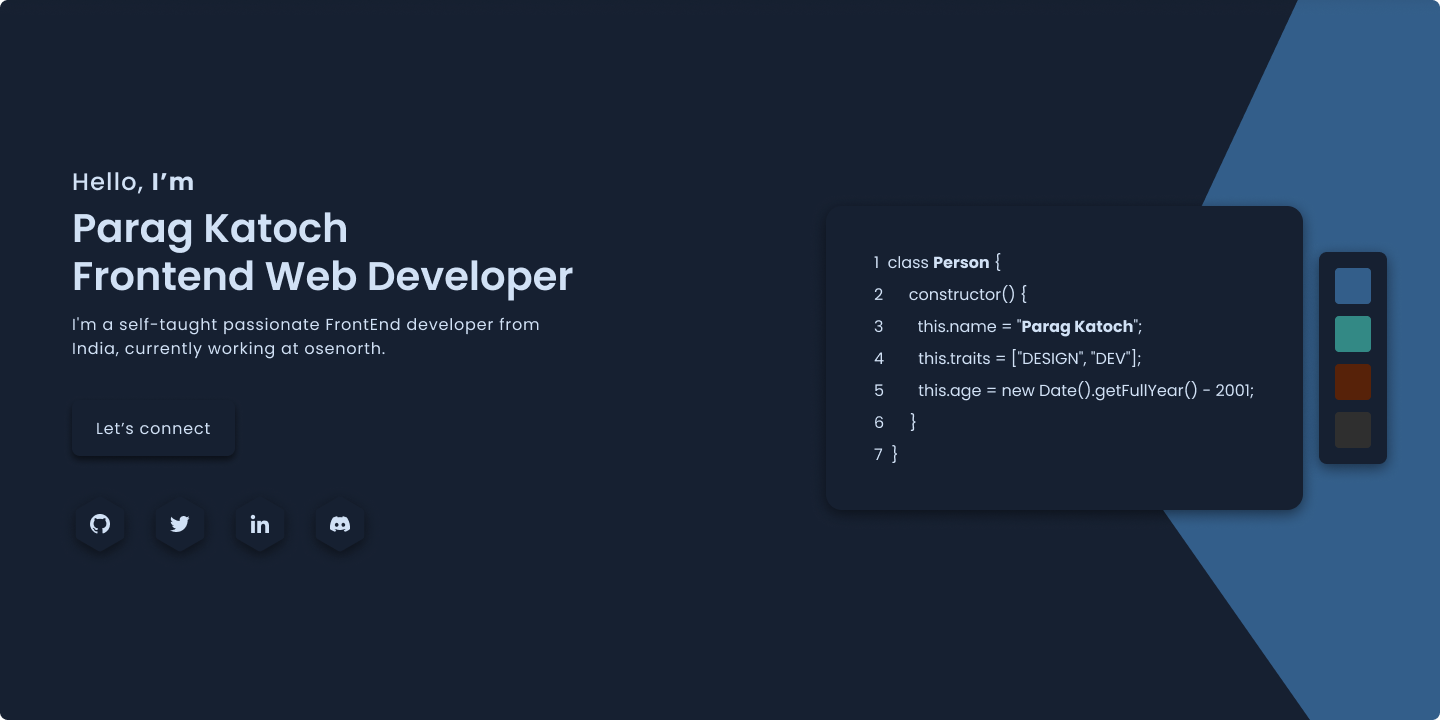 Hello, I’m
Parag Katoch
Frontend Web Developer
I'm a self-taught passionate FrontEnd developer from
India, currently working at osenorth.
Let’s connect
in
1 class Person {
2 constructor() {
3 this.name = "Parag Katoch";
4 this.traits = ["DESIGN", "DEV"];
5 this.age = new Date().getFullYear() - 2001;
6 }
7 }